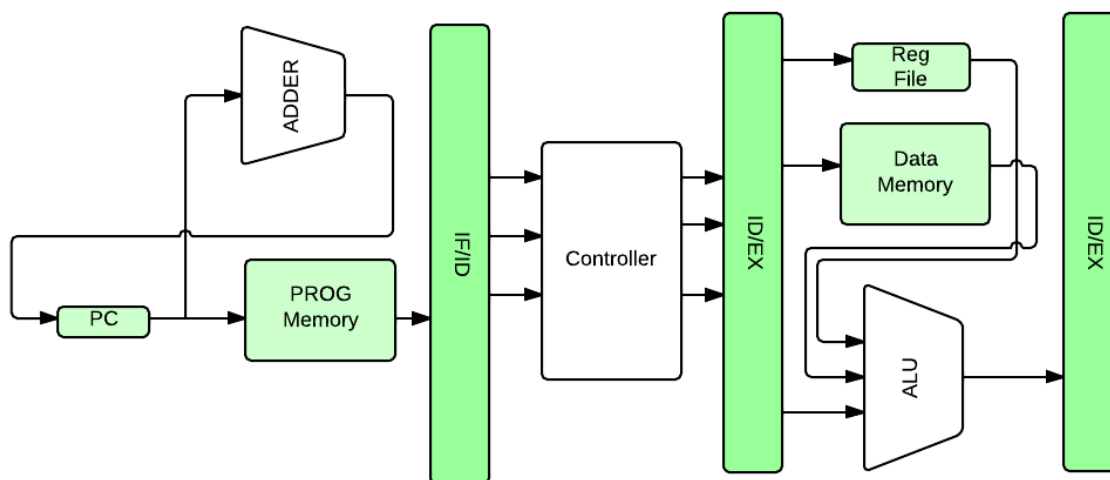 ADDER
PC
PROG
Memory
IF/ID
Controller
ID/EX
Reg
File
Data
Memory
ALU
ID/EX